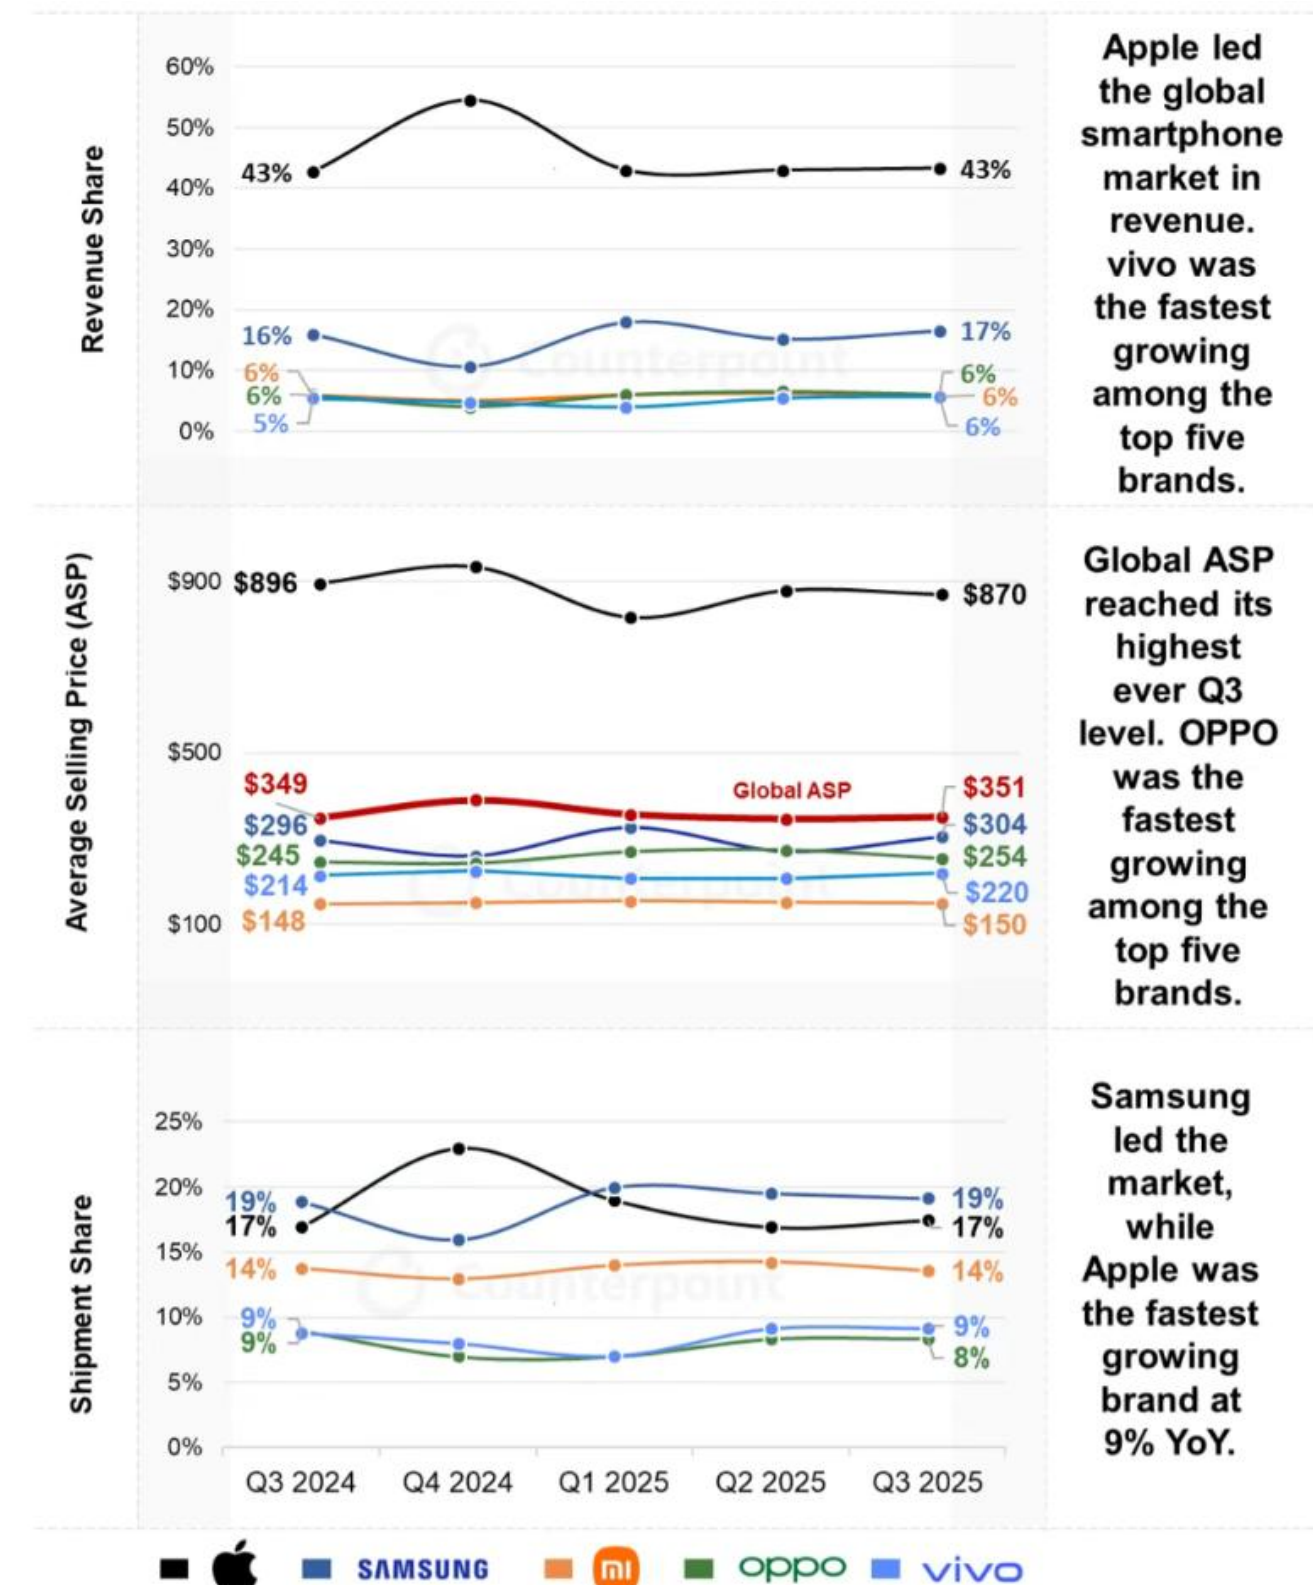 Revenue Share
60%
50%
40%
30%
20%
10%
0%
43%
43%
16%
6%
6%
5%
17%
6%
6%
6%
Counterpoint
Apple led
the global
smartphone
market in
revenue.
vivo was
the fastest
growing
among the
top five
brands.
Average Selling Price (ASP)
$900
$500
$100
$896
$870
$349
$296
$245
$214
$148
Global ASP
$351
$304
$254
$220
$150
Counterpoint
Global ASP
reached its
highest
ever Q3
level. OPPO
was the
fastest
growing
among the
top five
brands.
Shipment Share
25%
20%
15%
10%
5%
0%
19%
17%
14%
9%
9%
19%
17%
14%
9%
8%
Counterpoint
Samsung
led the
market,
while
Apple was
the fastest
growing
brand at
9% YoY.
Q3 2024 Q4 2024 Q1 2025 Q2 2025 Q3 2025
SAMSUNG mi oppo vivo